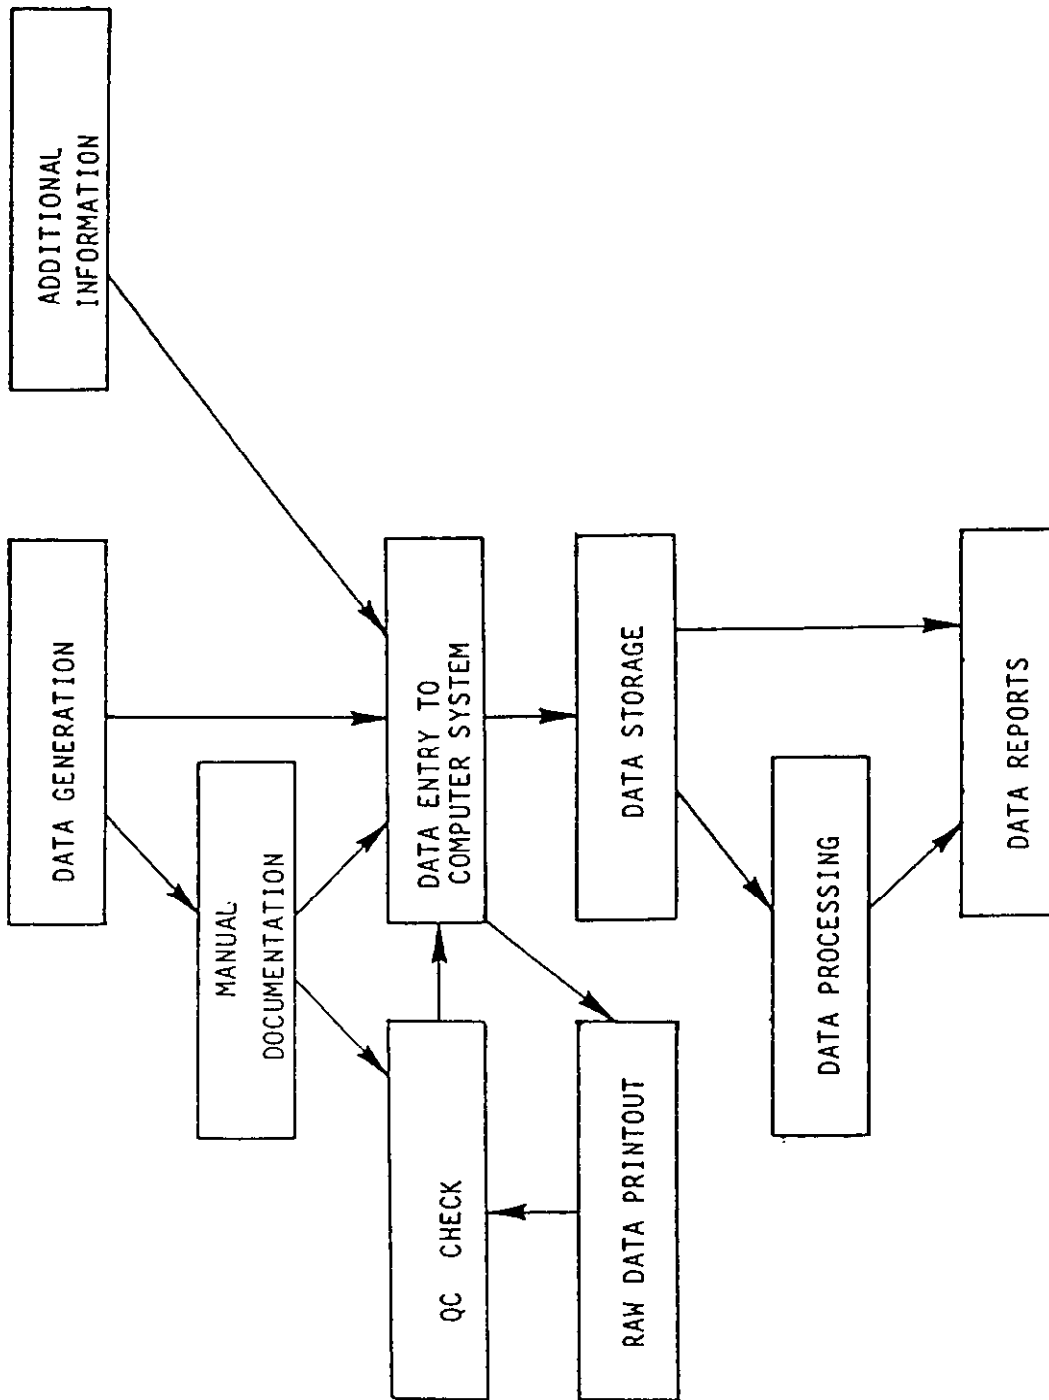 ADDITIONAL
INFORMATION
DATA GENERATION
MANUAL
DOCUMENTATION
DATA ENTRY TO
COMPUTER SYSTEM
QC CHECK
DATA STORAGE
RAW DATA PRINTOUT
DATA PROCESSING
DATA REPORTS